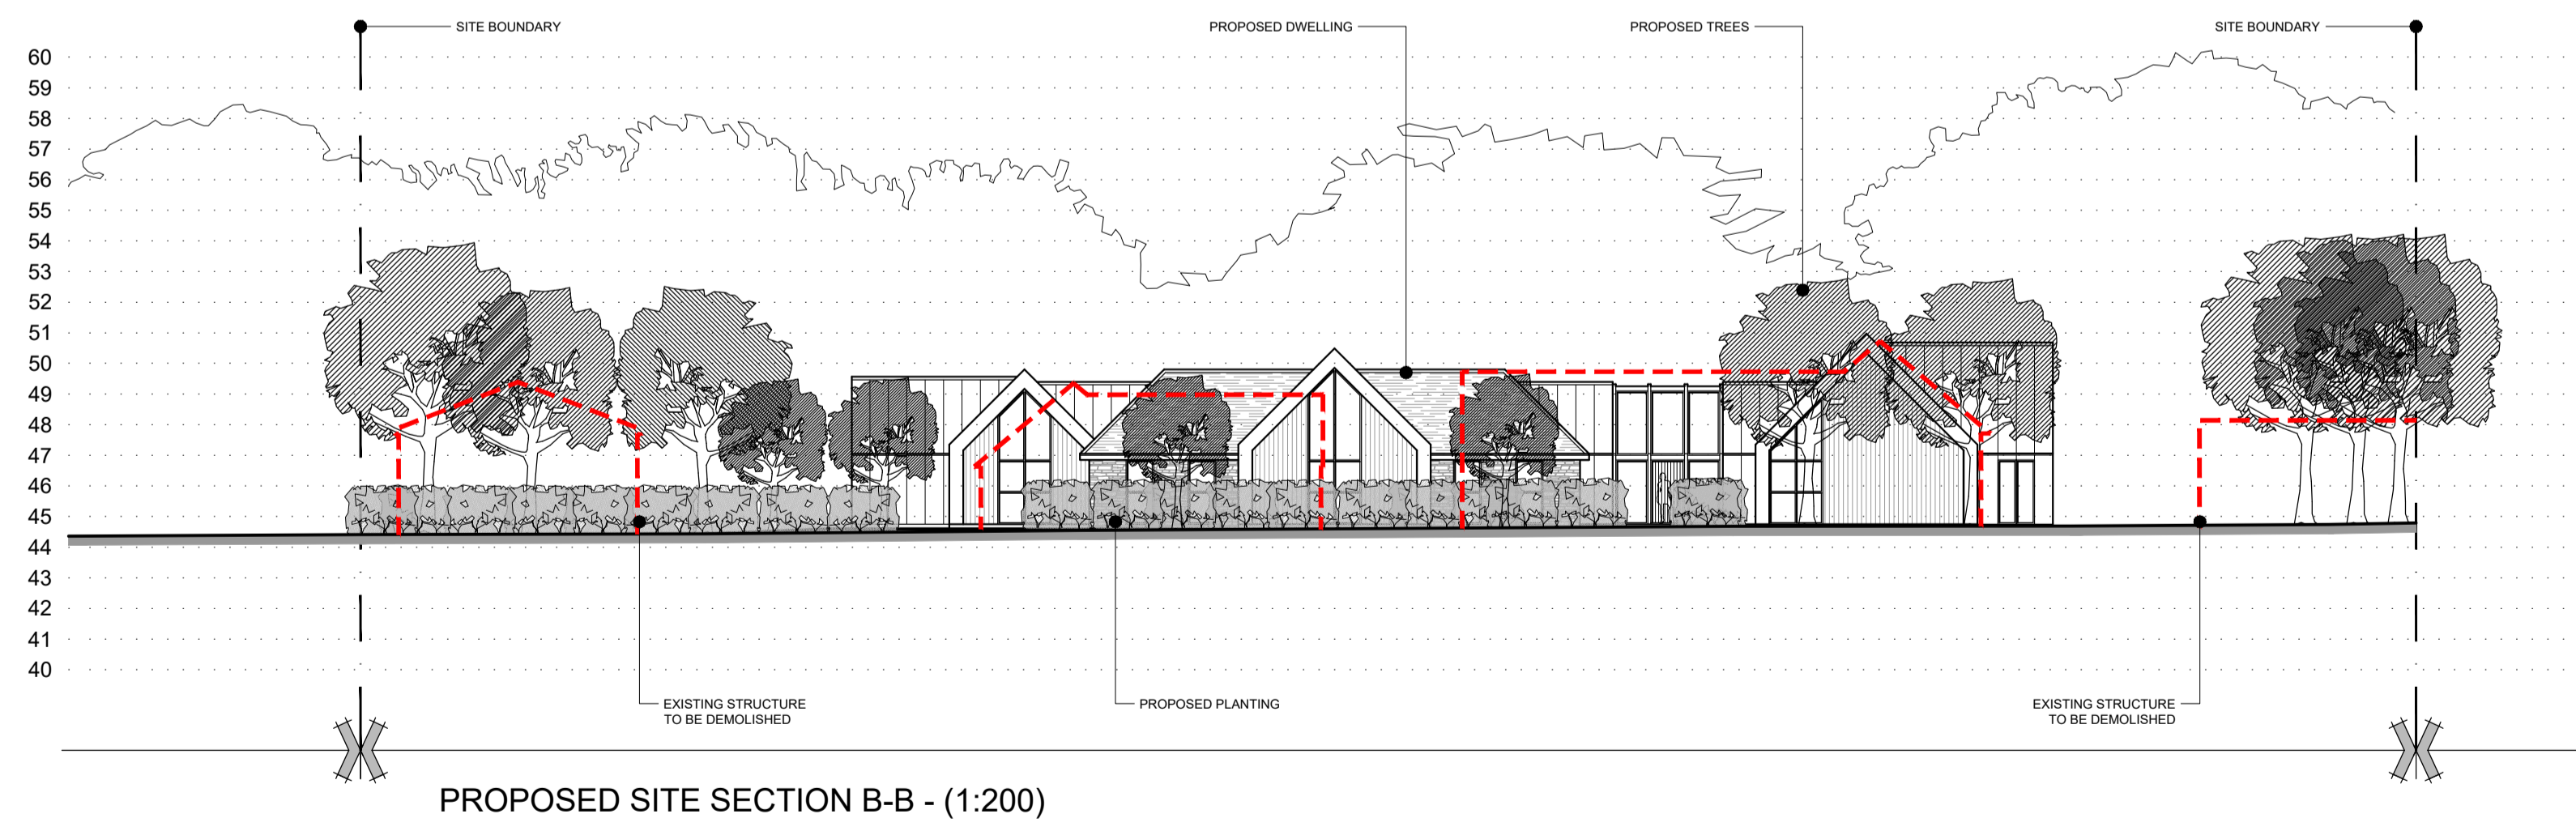 SITE BOUNDARY
PROPOSED DWELLING
PROPOSED TREES
SITE BOUNDARY
60
59
58
57
56
55
54
53
52
51
50
49
48
47
46
45
44
43
42
41
40
EXISTING STRUCTURE
TO BE DEMOLISHED
PROPOSED PLANTING
EXISTING STRUCTURE
TO BE DEMOLISHED
PROPOSED SITE SECTION B-B - (1:200)